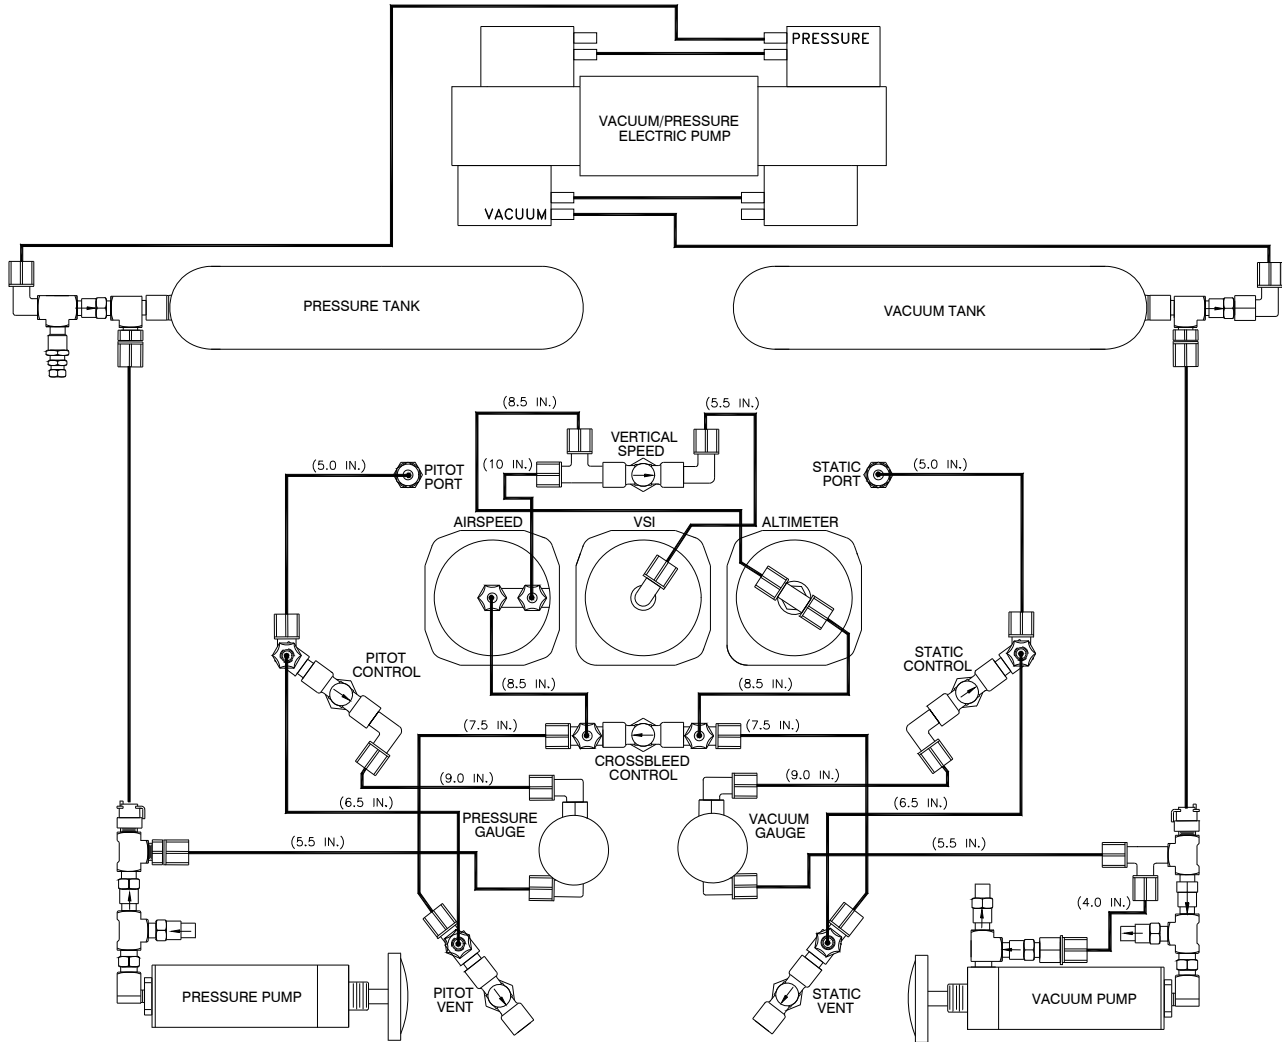 PRESSURE
VACUUM/PRESSURE
ELECTRIC PUMP
VACUUM
PRESSURE TANK
VACUUM TANK
(8.5 IN.)
(5.5 IN.)
VERTICAL
SPEED
(5.0 IN.)
PITOT
PORT
(10 IN.)
STATIC
PORT
(5.0 IN.)
AIRSPEED
VSI
ALTIMETER
PITOT
CONTROL
STATIC
CONTROL
(8.5 IN.)
(8.5 IN.)
(7.5 IN.)
(7.5 IN.)
CROSSBLEED
CONTROL
(9.0 IN.)
(9.0 IN.)
(6.5 IN.)
(6.5 IN.)
PRESSURE
GAUGE
VACUUM
GAUGE
(5.5 IN.)
(5.5 IN.)
(4.0 IN.)
PRESSURE PUMP
PITOT
VENT
STATIC
VENT
VACUUM PUMP